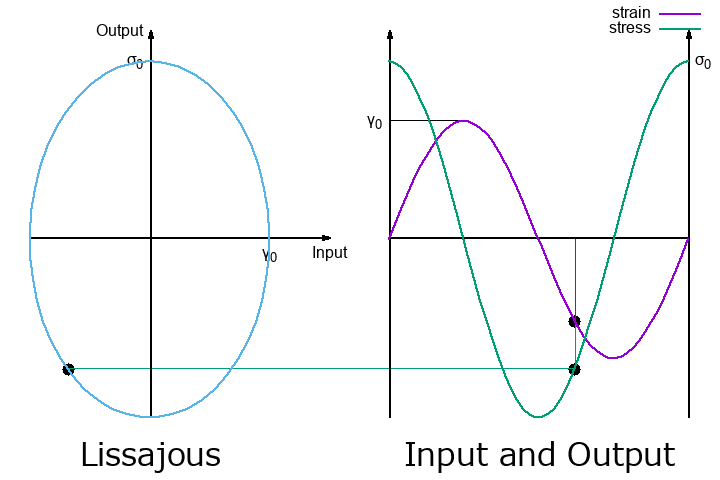 Output
σ0
γ0
Input
Lissajous
strain
stress
σ0
γ0
Input and Output